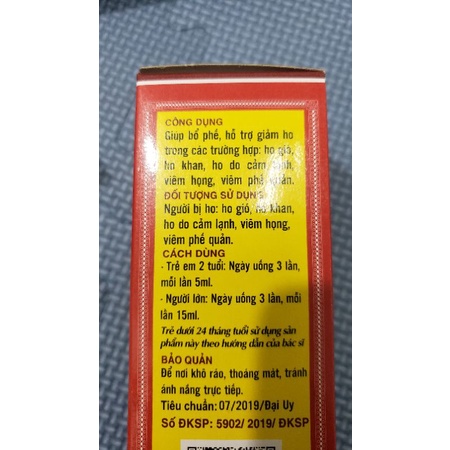 CÔNG DỤNG
Giúp bổ phế, hỗ trợ giảm ho
trong các trường hợp: ho gió,
ho khan, ho do cảm lạnh,
viêm họng, viêm phế quản.
ĐỐI TƯỢNG SỬ DỤNG
Người bị ho: ho gió, ho khan,
ho do cảm lạnh, viêm họng,
viêm phế quản.
CÁCH DÙNG
- Trẻ em 2 tuổi: Ngày uống 3 lần,
mỗi lần 5ml.
- Người lớn: Ngày uống 3 lần, mỗi
lần 15ml.
Trẻ dưới 24 tháng tuổi sử dụng sản
phẩm này theo hướng dẫn của bác sĩ
BẢO QUẢN
Để nơi khô ráo, thoáng mát, tránh
ánh nắng trực tiếp.
Tiêu chuẩn: 07/2019/Đại Uy
Số ĐKSP: 5902/ 2019/ ĐKSP